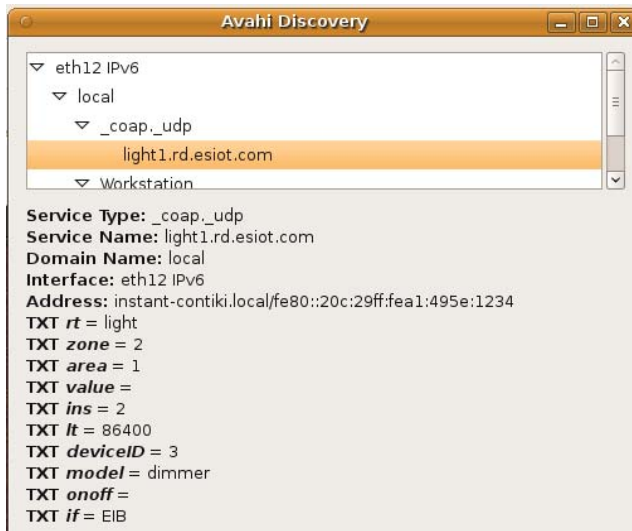 Avahi Discovery
eth12 IPv6
local
_coap._udp
light1.rd.esiot.com
Workstation
Service Type: _coap._udp
Service Name: light1.rd.esiot.com
Domain Name: local
Interface: eth12 IPv6
Address: instant-contiki.local/fe80::20c:29ff:fea1:495e:1234
TXT rt = light
TXT zone = 2
TXT area = 1
TXT value =
TXT ins = 2
TXT lt = 86400
TXT deviceID = 3
TXT model = dimmer
TXT onoff =
TXT if = EIB